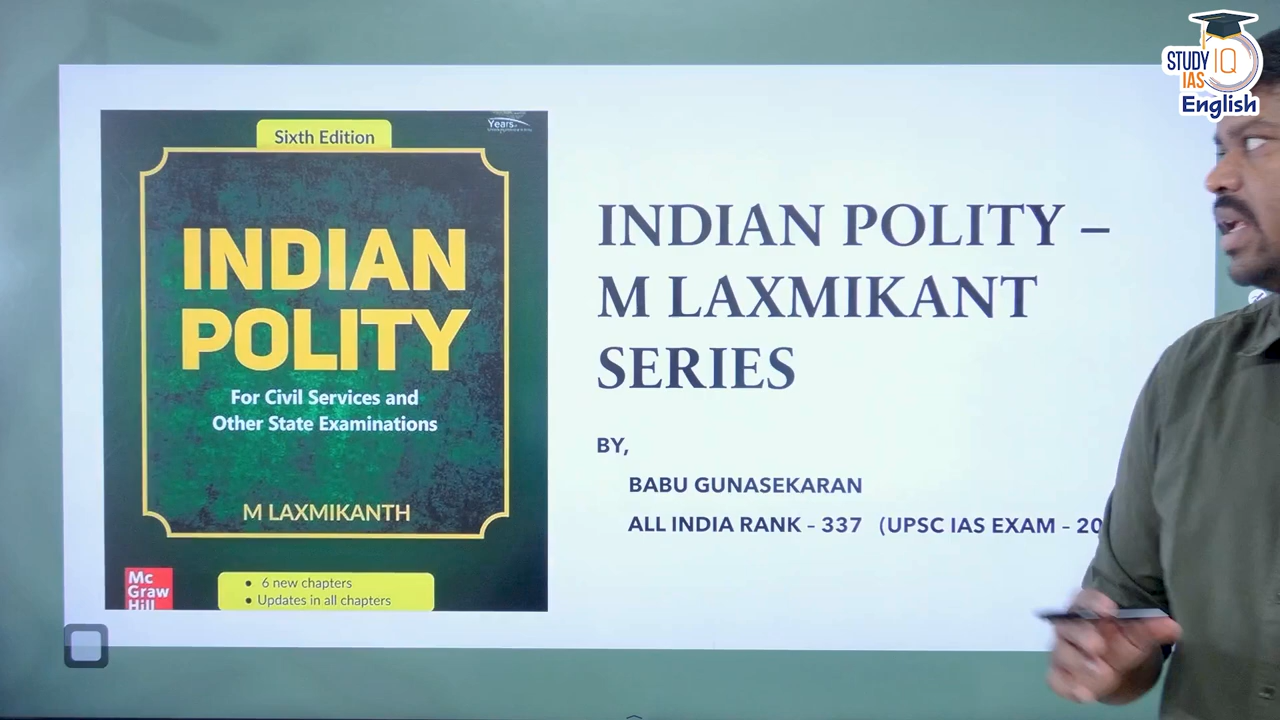 STUDY IQ
IAS
English
Sixth Edition
Years
INDIAN
POLITY
For Civil Services and
Other State Examinations
M LAXMIKANTH
Mc
Graw
Hill
• 6 new chapters
• Updates in all chapters
INDIAN POLITY –
M LAXMIKANT
SERIES
BY,
BABU GUNASEKARAN
ALL INDIA RANK – 337 (UPSC IAS EXAM – 20